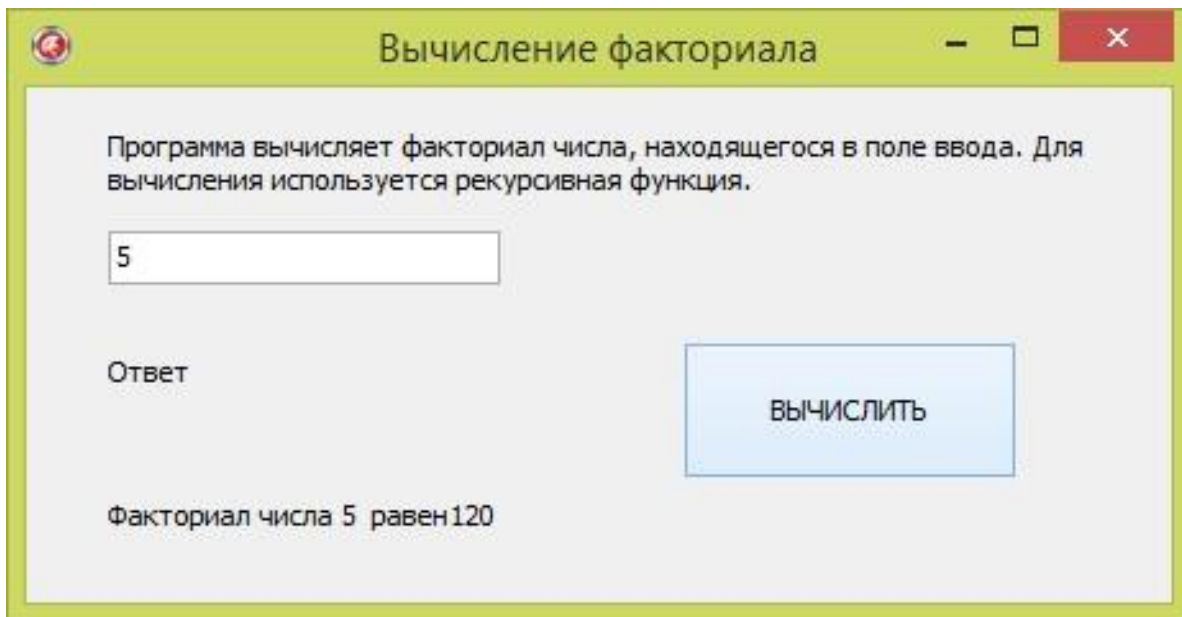 Вычисление факториала
Программа вычисляет факториал числа, находящегося в поле ввода. Для
вычисления используется рекурсивная функция.
5
Ответ
ВЫЧИСЛИТЬ
Факториал числа 5 равен120